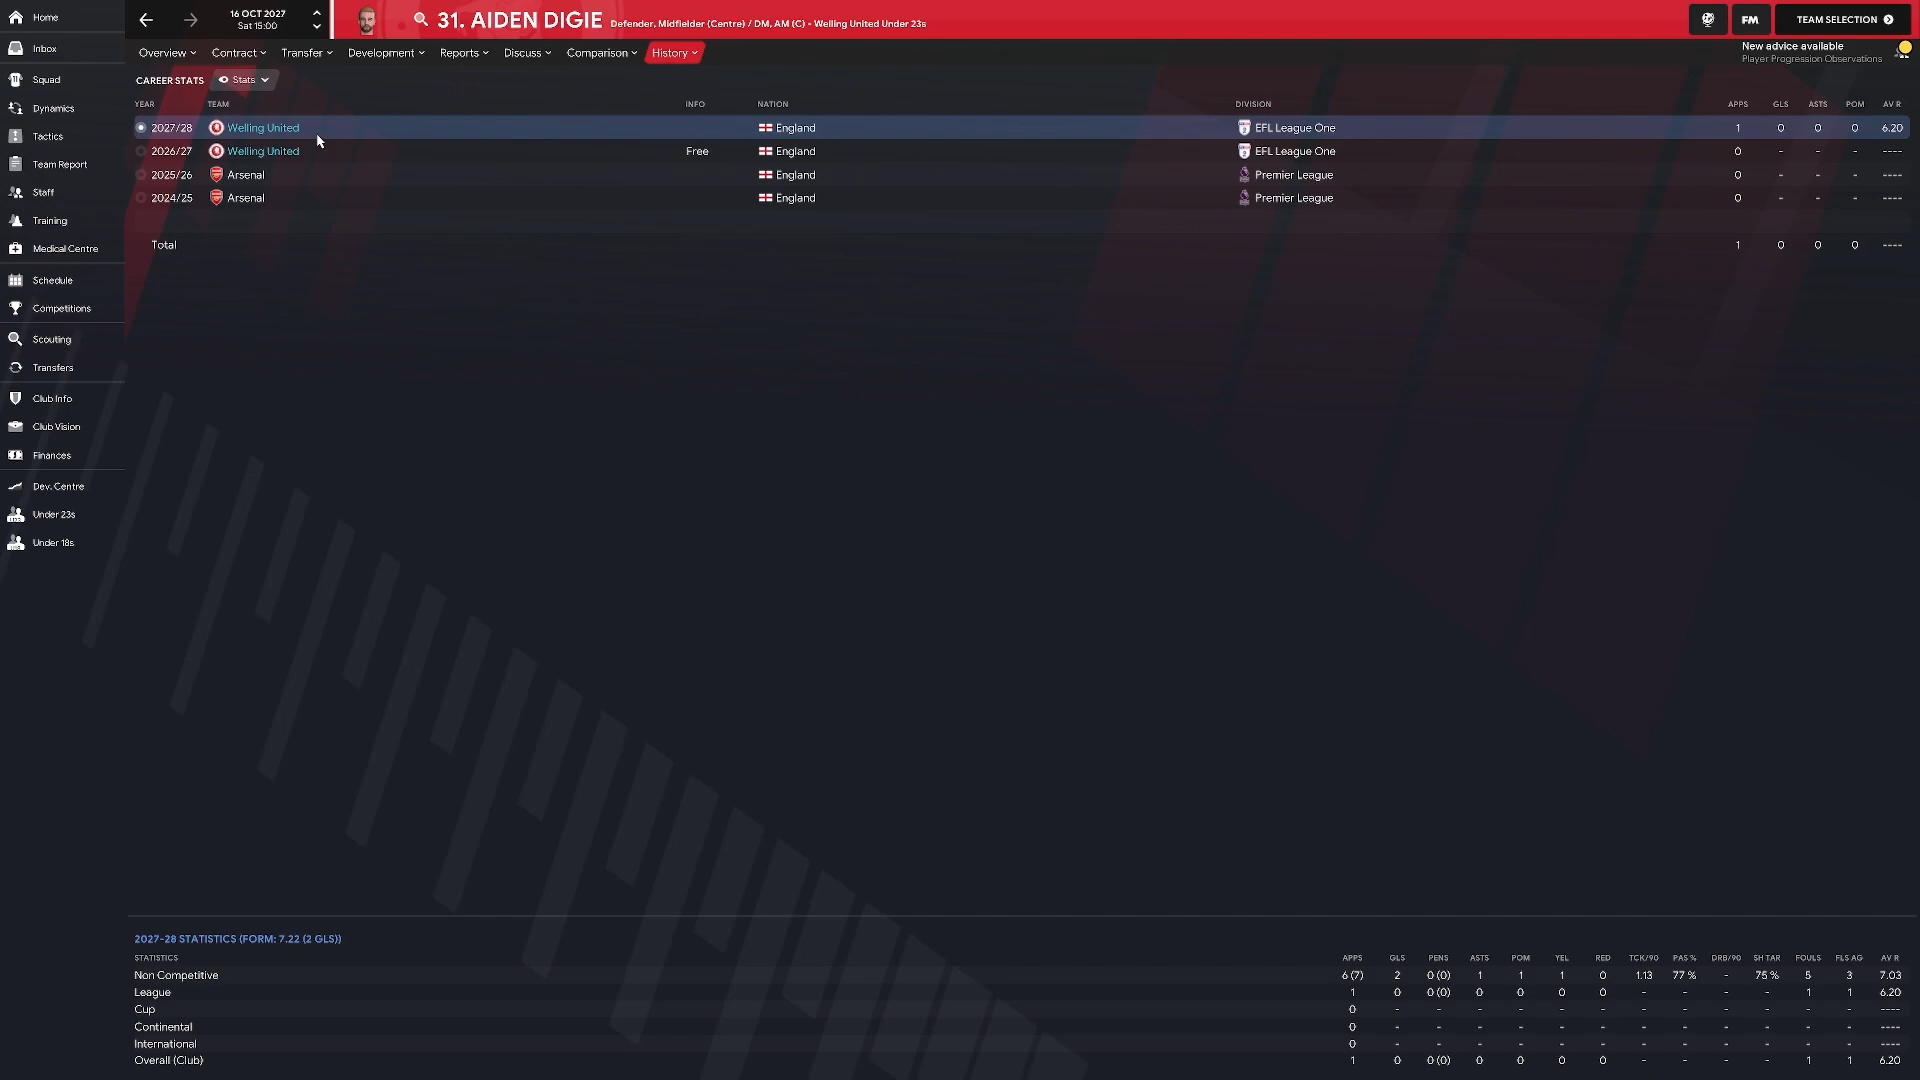 Home
Inbox
Squad
Dynamics
Tactics
Team Report
Staff
Training
Medical Centre
Schedule
Competitions
Scouting
Transfers
Club Info
Club Vision
Finances
Dev. Centre
Under 23s
Under 18s
16 OCT 2027
Sat 15:00
31. AIDEN DIGIE Defender, Midfielder (Centre) / DM, AM (C) - Welling United Under 23s
FM
TEAM SELECTION
Overview Contract Transfer Development Reports Discuss Comparison History
New advice available
Player Progression Observations
CAREER STATS Stats
YEAR TEAM INFO NATION DIVISION APPS GLS ASTS POM AV R
2027/28 Welling United England EFL League One 1 0 0 0 6.20
2026/27 Welling United Free England EFL League One 0 - - - ----
2025/26 Arsenal England Premier League 0 - - - ----
2024/25 Arsenal England Premier League 0 - - - ----
Total 1 0 0 0 ----
2027-28 STATISTICS (FORM: 7.22 (2 GLS))
STATISTICS APPS GLS PENS ASTS POM YEL RED TCK/90 PAS % DRB/90 SH TAR FOULS FLS AG AV R
Non Competitive 6 (7) 2 0 (0) 1 1 1 0 1.13 77 % - 75 % 5 3 7.03
League 1 0 0 (0) 0 0 0 0 - - - - 1 1 6.20
Cup 0 - - - - - - - - - - - - ----
Continental 0 - - - - - - - - - - - - ----
International 0 - - - - - - - - - - - - ----
Overall (Club) 1 0 0 (0) 0 0 0 0 - - - - 1 1 6.20